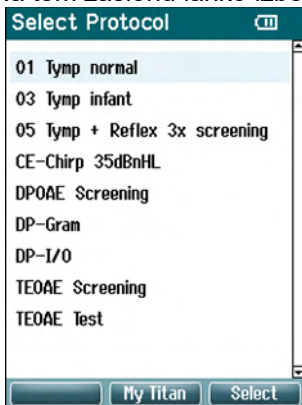 Select Protocol
01 Tymp normal
03 Tymp infant
05 Tymp + Reflex 3x screening
CE-Chirp 35dBnHL
DPOAE Screening
DP-Gram
DP-I/O
TEOAE Screening
TEOAE Test
My Titan Select